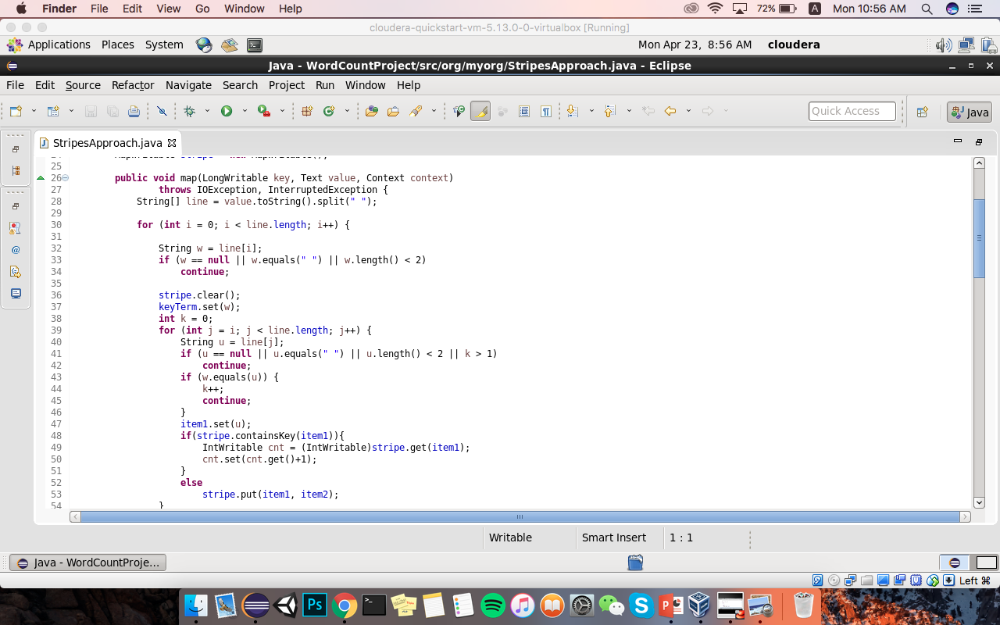 Finder File Edit View Go Window Help 72% A Mon 10:56 AM
cloudera-quickstart-vm-5.13.0-0-virtualbox [Running]
Applications Places System Mon Apr 23, 8:56 AM cloudera
Java - WordCountProject/src/org/myorg/StripesApproach.java - Eclipse
File Edit Source Refactor Navigate Search Project Run Window Help
Quick Access Java
StripesApproach.java
25
26 public void map(LongWritable key, Text value, Context context)
27 throws IOException, InterruptedException {
28 String[] line = value.toString().split(" ");
29
30 for (int i = 0; i < line.length; i++) {
31
32 String w = line[i];
33 if (w == null || w.equals(" ") || w.length() < 2)
34 continue;
35
36 stripe.clear();
37 keyTerm.set(w);
38 int k = 0;
39 for (int j = i; j < line.length; j++) {
40 String u = line[j];
41 if (u == null || u.equals(" ") || u.length() < 2 || k > 1)
42 continue;
43 if (w.equals(u)) {
44 k++;
45 continue;
46 }
47 item1.set(u);
48 if(stripe.containsKey(item1)){
49 IntWritable cnt = (IntWritable)stripe.get(item1);
50 cnt.set(cnt.get()+1);
51 }
52 else
53 stripe.put(item1, item2);
54 }
Writable Smart Insert 1 : 1
Java - WordCountProje...
Left ⌘
Ps